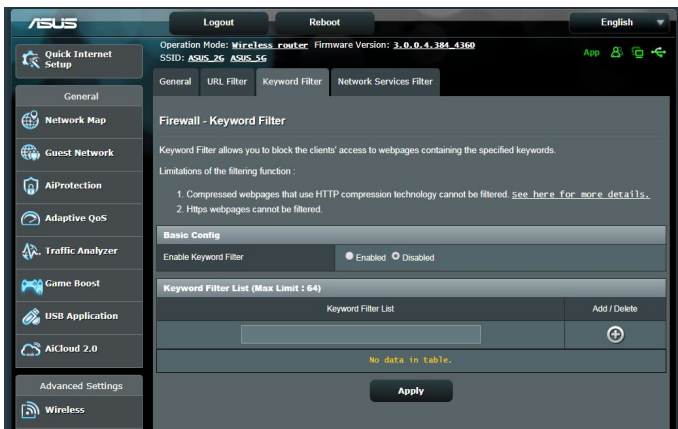 ASUS
Logout
Reboot
English
Quick Internet Setup
Operation Mode: Wireless router Firmware Version: 3.0.0.4.384_4360
SSID: ASUS_2G ASUS_5G
App
General
URL Filter
Keyword Filter
Network Services Filter
General
Network Map
Guest Network
AiProtection
Adaptive QoS
Traffic Analyzer
Game Boost
USB Application
AiCloud 2.0
Advanced Settings
Wireless
Firewall - Keyword Filter
Keyword Filter allows you to block the clients' access to webpages containing the specified keywords.
Limitations of the filtering function :
1. Compressed webpages that use HTTP compression technology cannot be filtered. See here for more details.
2. Https webpages cannot be filtered.
Basic Config
Enable Keyword Filter
Enabled Disabled
Keyword Filter List (Max Limit : 64)
Keyword Filter List
Add / Delete
No data in table.
Apply